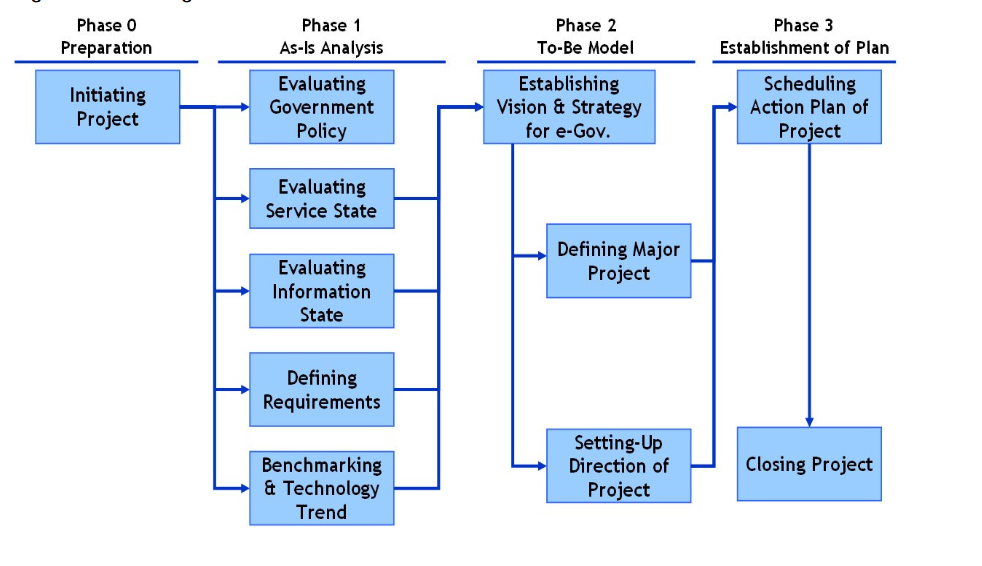 Phase 0
Preparation
Phase 1
As-Is Analysis
Phase 2
To-Be Model
Phase 3
Establishment of Plan
Initiating
Project
Evaluating
Government
Policy
Evaluating
Service State
Evaluating
Information
State
Defining
Requirements
Benchmarking
& Technology
Trend
Establishing
Vision & Strategy
for e-Gov.
Defining Major
Project
Setting-Up
Direction of
Project
Scheduling
Action Plan of
Project
Closing Project